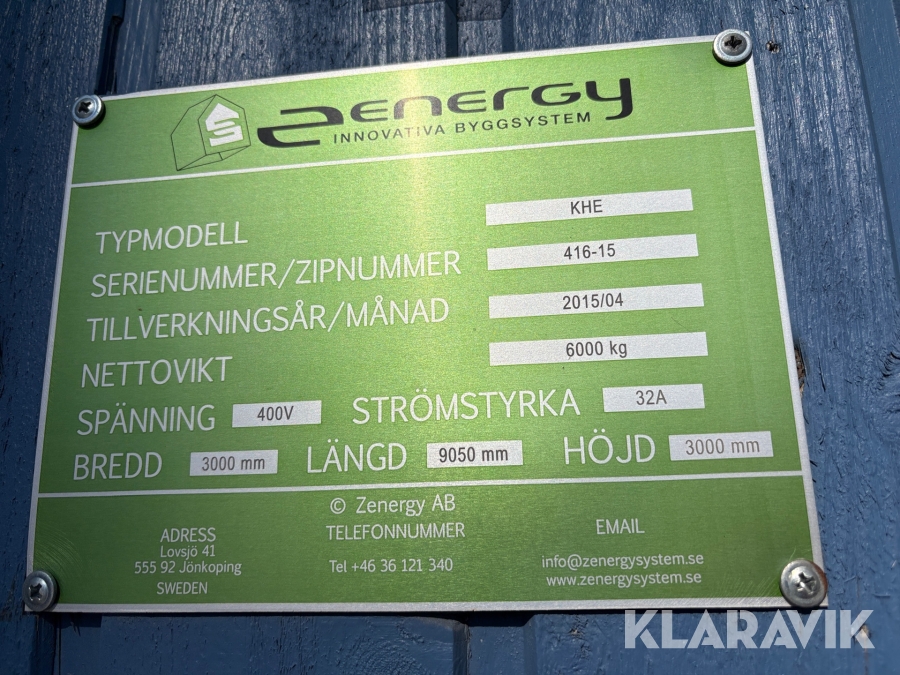 zenergy
INNOVATIVA BYGGSYSTEM
TYPMODELL KHE
SERIENUMMER/ZIPNUMMER 416-15
TILLVERKNINGSÅR/MÅNAD 2015/04
NETTOVIKT 6000 kg
SPÄNNING 400V STRÖMSTYRKA 32A
BREDD 3000 mm LÄNGD 9050 mm HÖJD 3000 mm
© Zenergy AB
ADRESS
Lovsjö 41
555 92 Jönkoping
SWEDEN
TELEFONNUMMER
Tel +46 36 121 340
EMAIL
info@zenergysystem.se
www.zenergysystem.se
KLARAVIK